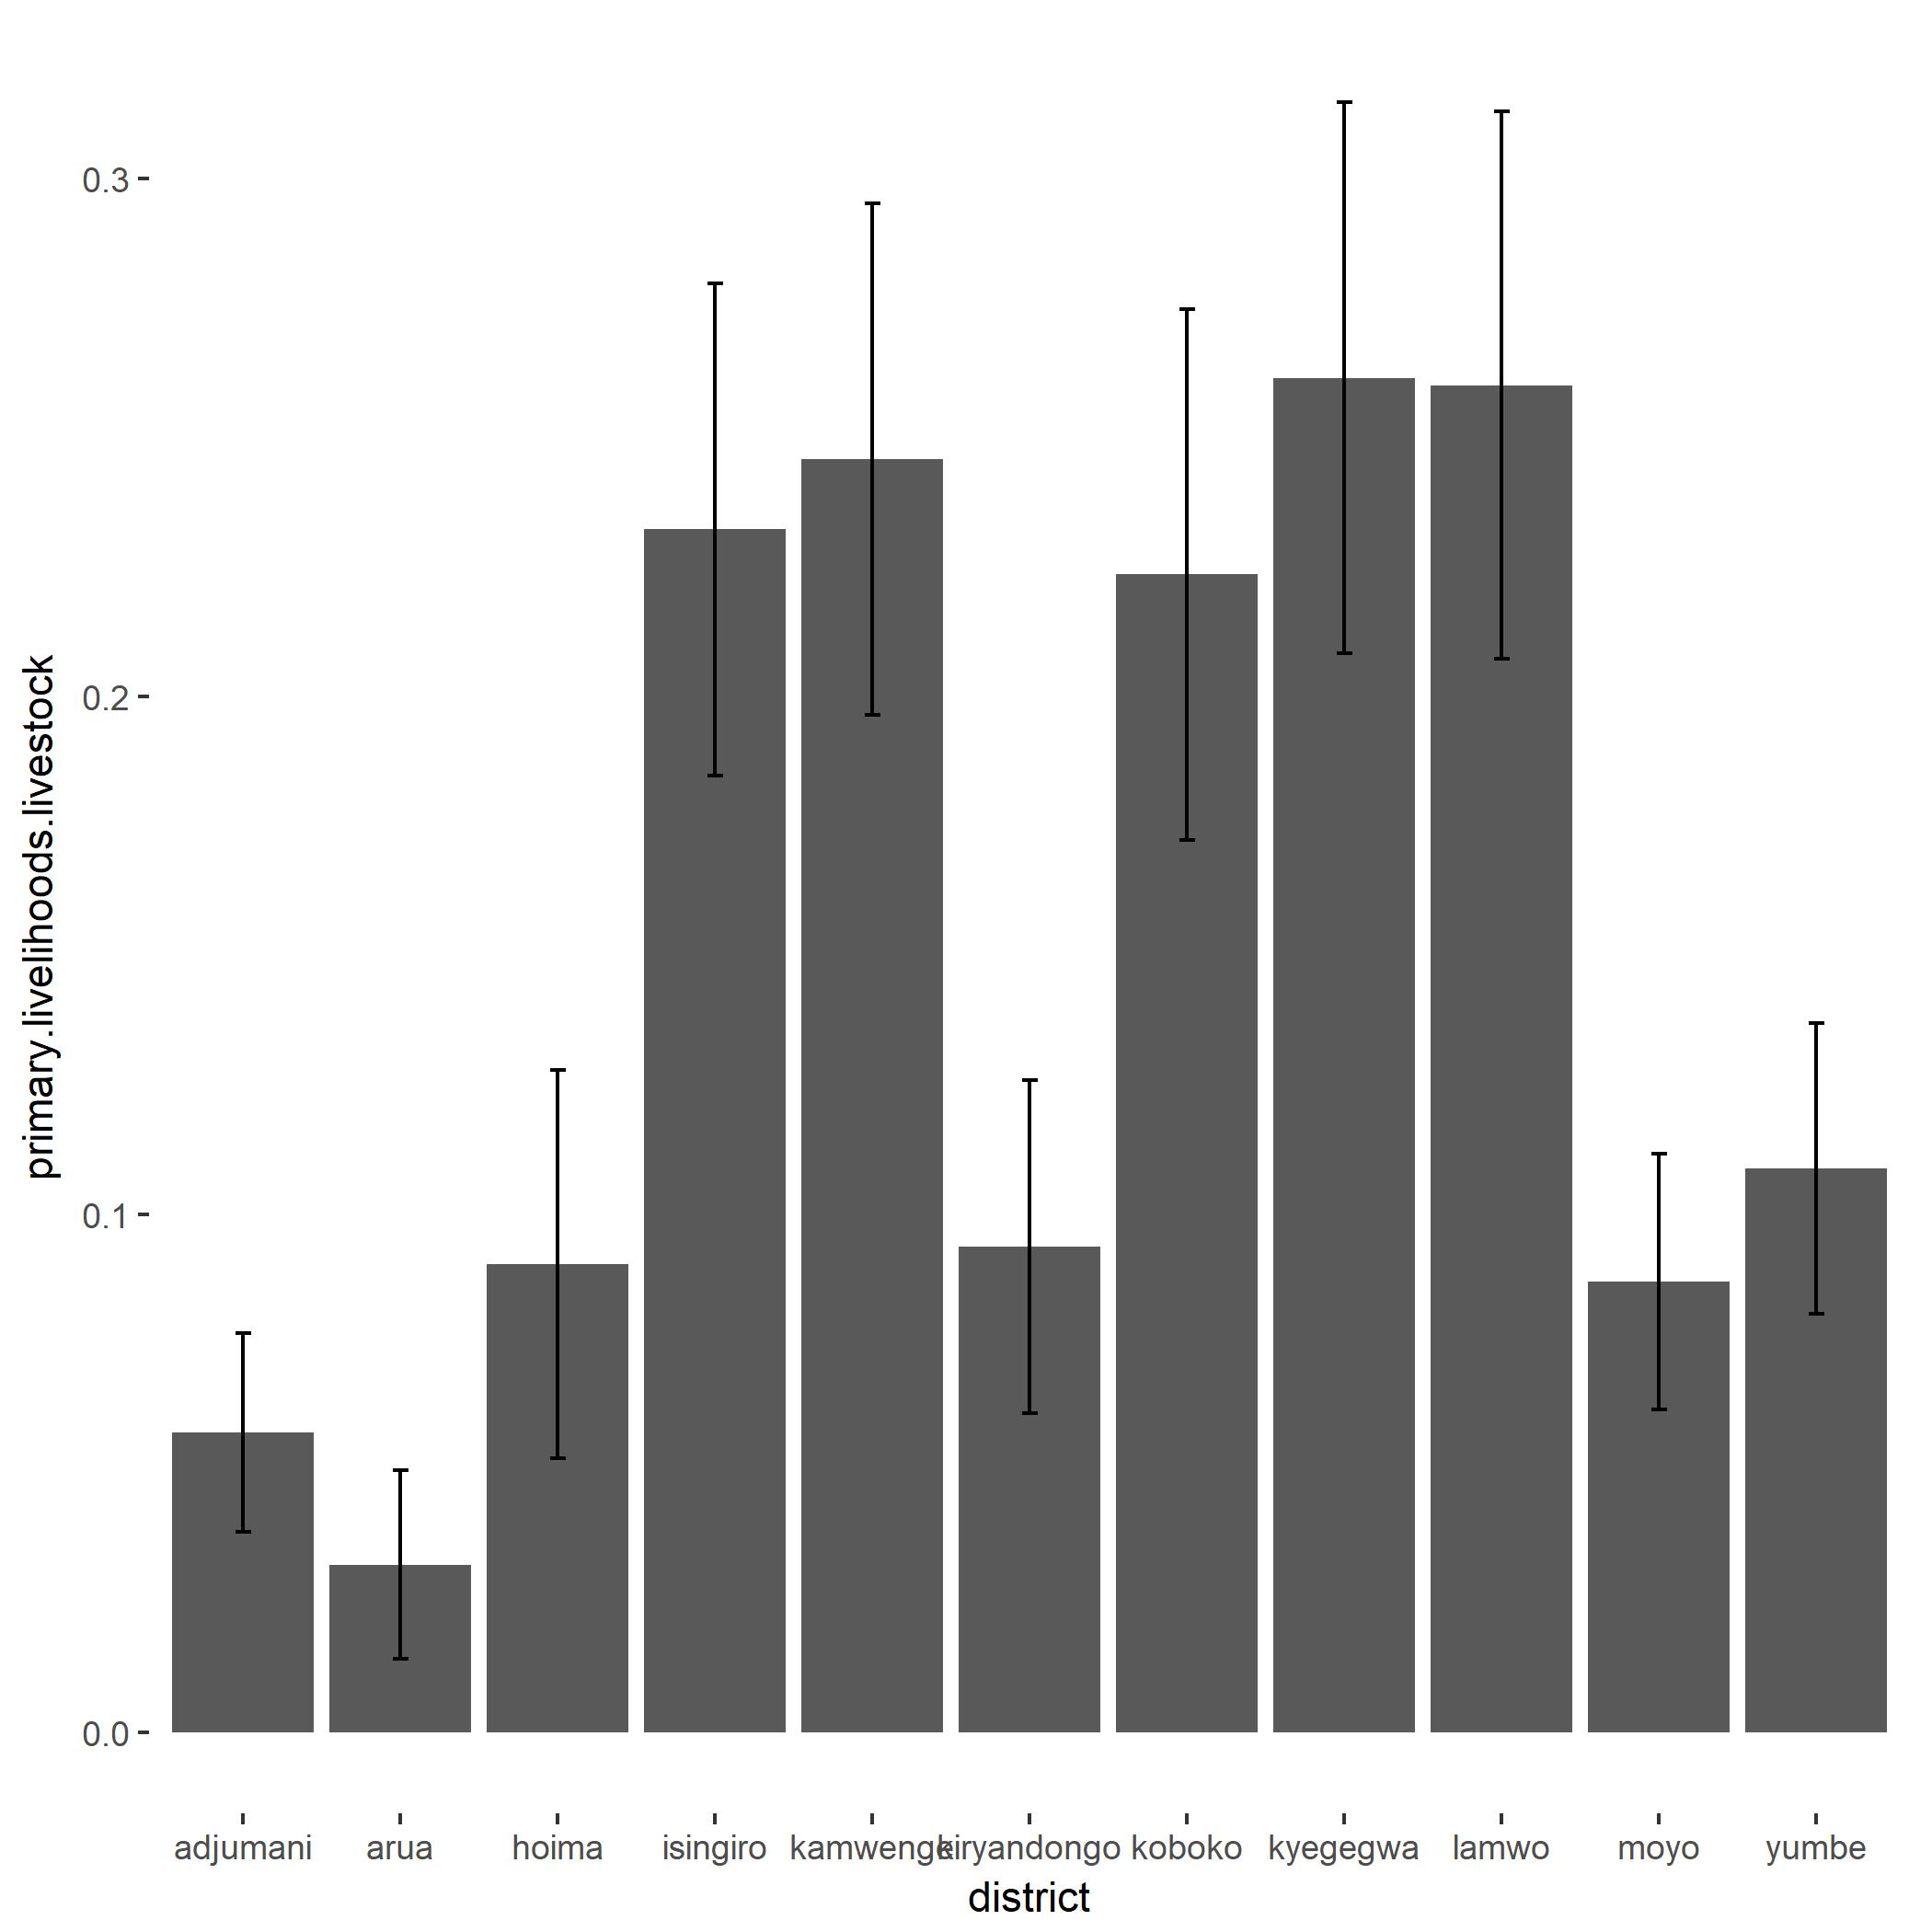 primary.livelihoods.livestock
0.3
0.2
0.1
0.0
adjumani arua hoima isingiro kamwenge kiryandongo koboko kyegegwa lamwo moyo yumbe
district